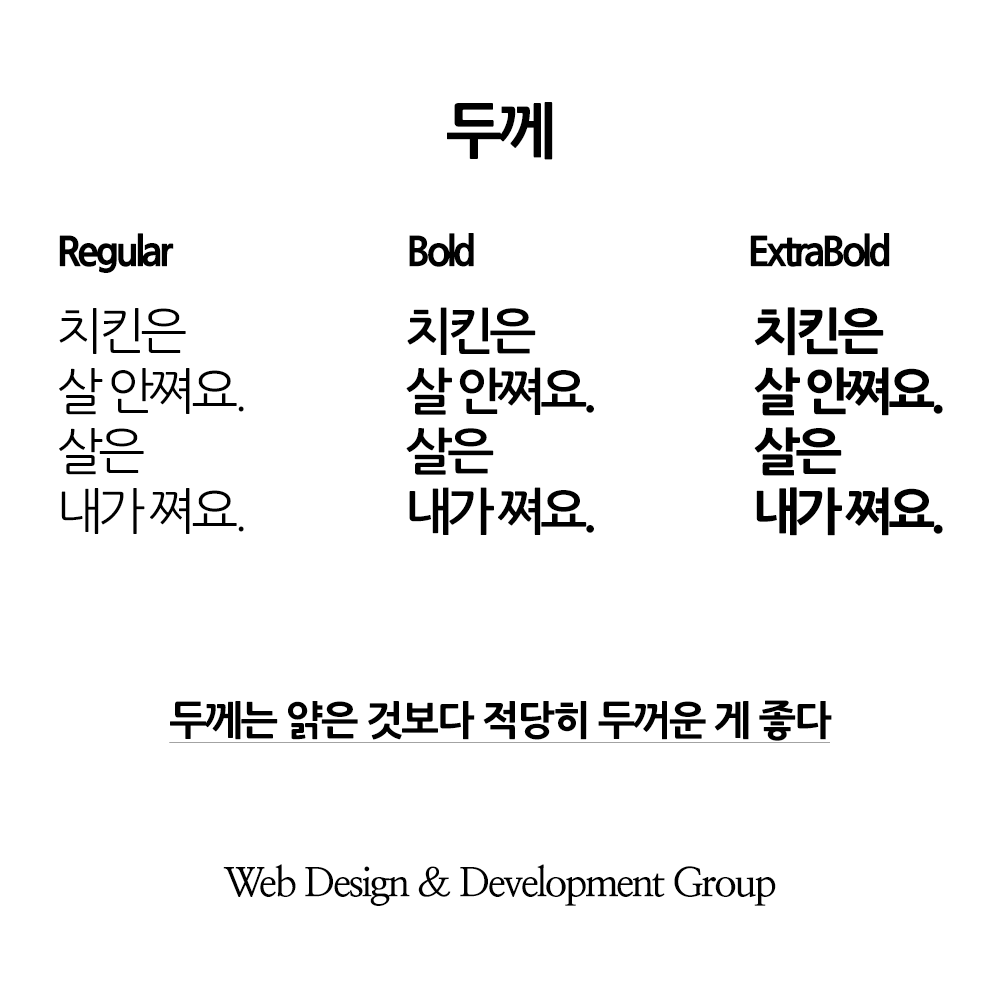 두께
Regular
치킨은
살 안쪄요.
살은
내가 쪄요.
Bold
치킨은
살 안쪄요.
살은
내가 쪄요.
ExtraBold
치킨은
살 안쪄요.
살은
내가 쪄요.
두께는 얇은 것보다 적당히 두꺼운 게 좋다
Web Design & Development Group